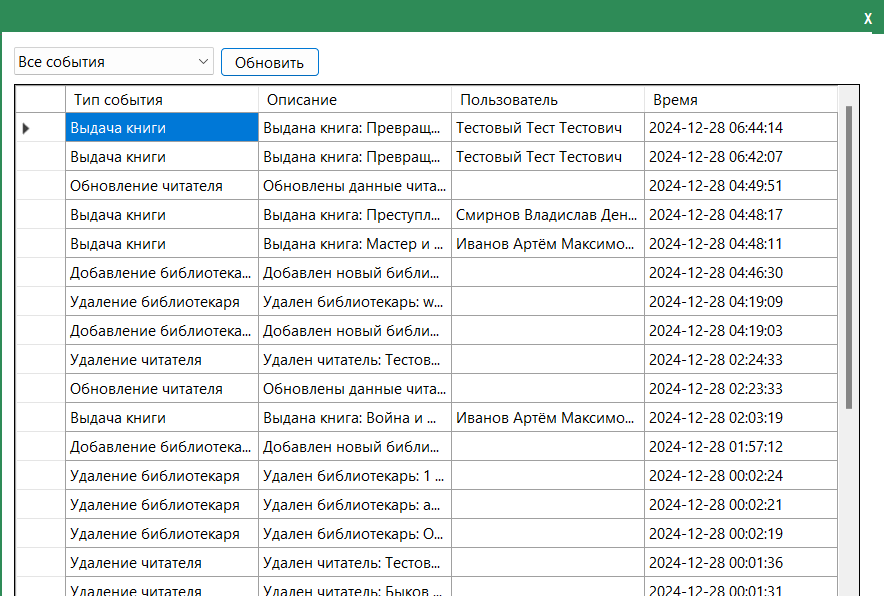 X
Все события Обновить
Тип события Описание Пользователь Время
Выдача книги Выдана книга: Превращ... Тестовый Тест Тестович 2024-12-28 06:44:14
Выдача книги Выдана книга: Превращ... Тестовый Тест Тестович 2024-12-28 06:42:07
Обновление читателя Обновлены данные чита... 2024-12-28 04:49:51
Выдача книги Выдана книга: Преступл... Смирнов Владислав Ден... 2024-12-28 04:48:17
Выдача книги Выдана книга: Мастер и ... Иванов Артём Максимо... 2024-12-28 04:48:11
Добавление библиотека... Добавлен новый библи... 2024-12-28 04:46:30
Удаление библиотекаря Удален библиотекарь: w... 2024-12-28 04:19:09
Добавление библиотека... Добавлен новый библи... 2024-12-28 04:19:03
Удаление читателя Удален читатель: Тестов... 2024-12-28 02:24:33
Обновление читателя Обновлены данные чита... 2024-12-28 02:23:33
Выдача книги Выдана книга: Война и ... Иванов Артём Максимо... 2024-12-28 02:03:19
Добавление библиотека... Добавлен новый библи... 2024-12-28 01:57:12
Удаление библиотекаря Удален библиотекарь: 1 ... 2024-12-28 00:02:24
Удаление библиотекаря Удален библиотекарь: а... 2024-12-28 00:02:21
Удаление библиотекаря Удален библиотекарь: О... 2024-12-28 00:02:19
Удаление читателя Удален читатель: Тестов... 2024-12-28 00:01:36
Удаление читателя Удален читатель: Быков ... 2024-12-28 00:01:31